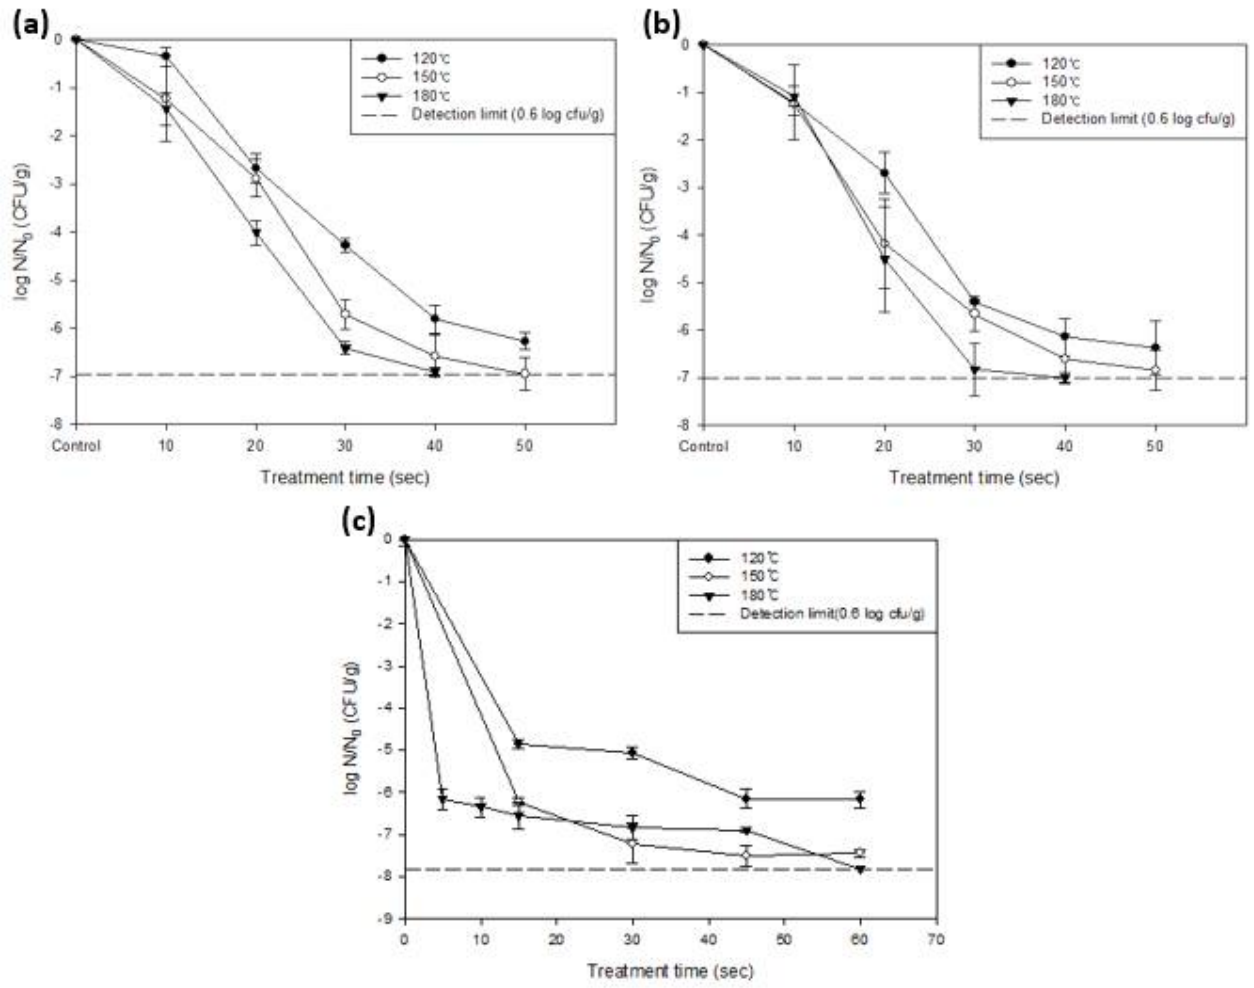 (a)
0
-1
-2
-3
-4
-5
-6
-7
-8
log N/N₀ (CFU/g)
120℃
150℃
180℃
Detection limit (0.6 log cfu/g)
Control 10 20 30 40 50
Treatment time (sec)
(b)
0
-1
-2
-3
-4
-5
-6
-7
-8
log N/N₀ (CFU/g)
120℃
150℃
180℃
Detection limit (0.6 log cfu/g)
Control 10 20 30 40 50
Treatment time (sec)
(c)
0
-1
-2
-3
-4
-5
-6
-7
-8
-9
log N/N₀ (CFU/g)
120℃
150℃
180℃
Detection limit(0.6 log cfu/g)
0 10 20 30 40 50 60 70
Treatment time (sec)